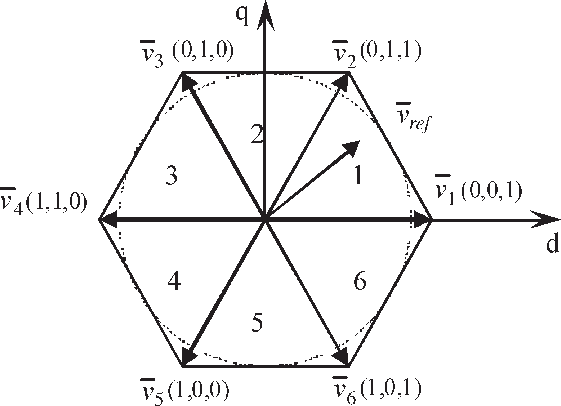 q
v̅3 (0,1,0)
v̅2 (0,1,1)
v̅ref
2
3
1
v̅4 (1,1,0)
v̅1 (0,0,1)
d
4
6
5
v̅5 (1,0,0)
v̅6 (1,0,1)